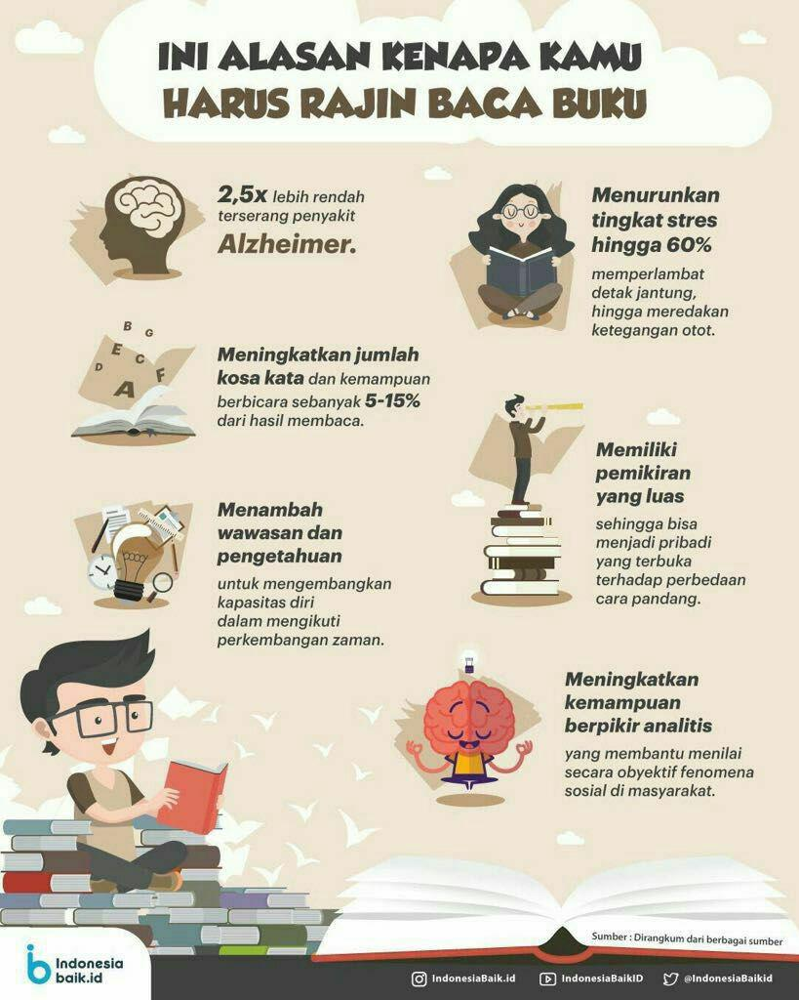 INI ALASAN KENAPA KAMU
HARUS RAJIN BACA BUKU
2,5x lebih rendah
terserang penyakit
Alzheimer.
Menurunkan
tingkat stres
hingga 60%
memperlambat
detak jantung,
hingga meredakan
ketegangan otot.
B
G
E
C
D
F
A
Meningkatkan jumlah
kosa kata dan kemampuan
berbicara sebanyak 5-15%
dari hasil membaca.
Memiliki
pemikiran
yang luas
sehingga bisa
menjadi pribadi
yang terbuka
terhadap perbedaan
cara pandang.
Menambah
wawasan dan
pengetahuan
untuk mengembangkan
kapasitas diri
dalam mengikuti
perkembangan zaman.
Meningkatkan
kemampuan
berpikir analitis
yang membantu menilai
secara obyektif fenomena
sosial di masyarakat.
Sumber : Dirangkum dari berbagai sumber
Indonesia
baik.id
IndonesiaBaik.id
IndonesiaBaikID
@IndonesiaBaikid